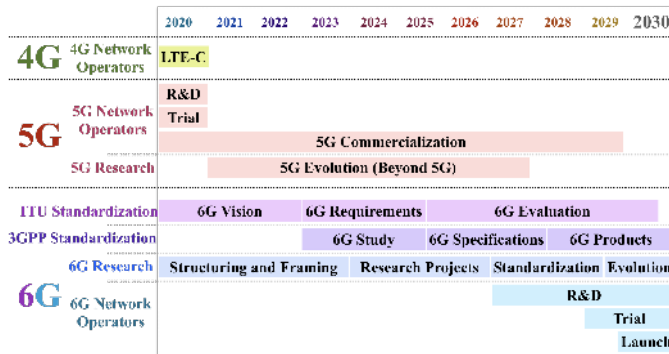 2020 2021 2022 2023 2024 2025 2026 2027 2028 2029 2030
4G
4G Network
Operators
LTE-C
5G
5G Network
Operators
R&D
Trial
5G Commercialization
5G Research
5G Evolution (Beyond 5G)
ITU Standardization
6G Vision
6G Requirements
6G Evaluation
3GPP Standardization
6G Study
6G Specifications
6G Products
6G Research
Structuring and Framing
Research Projects
Standardization
Evolution
6G
6G Network
Operators
R&D
Trial
Launch